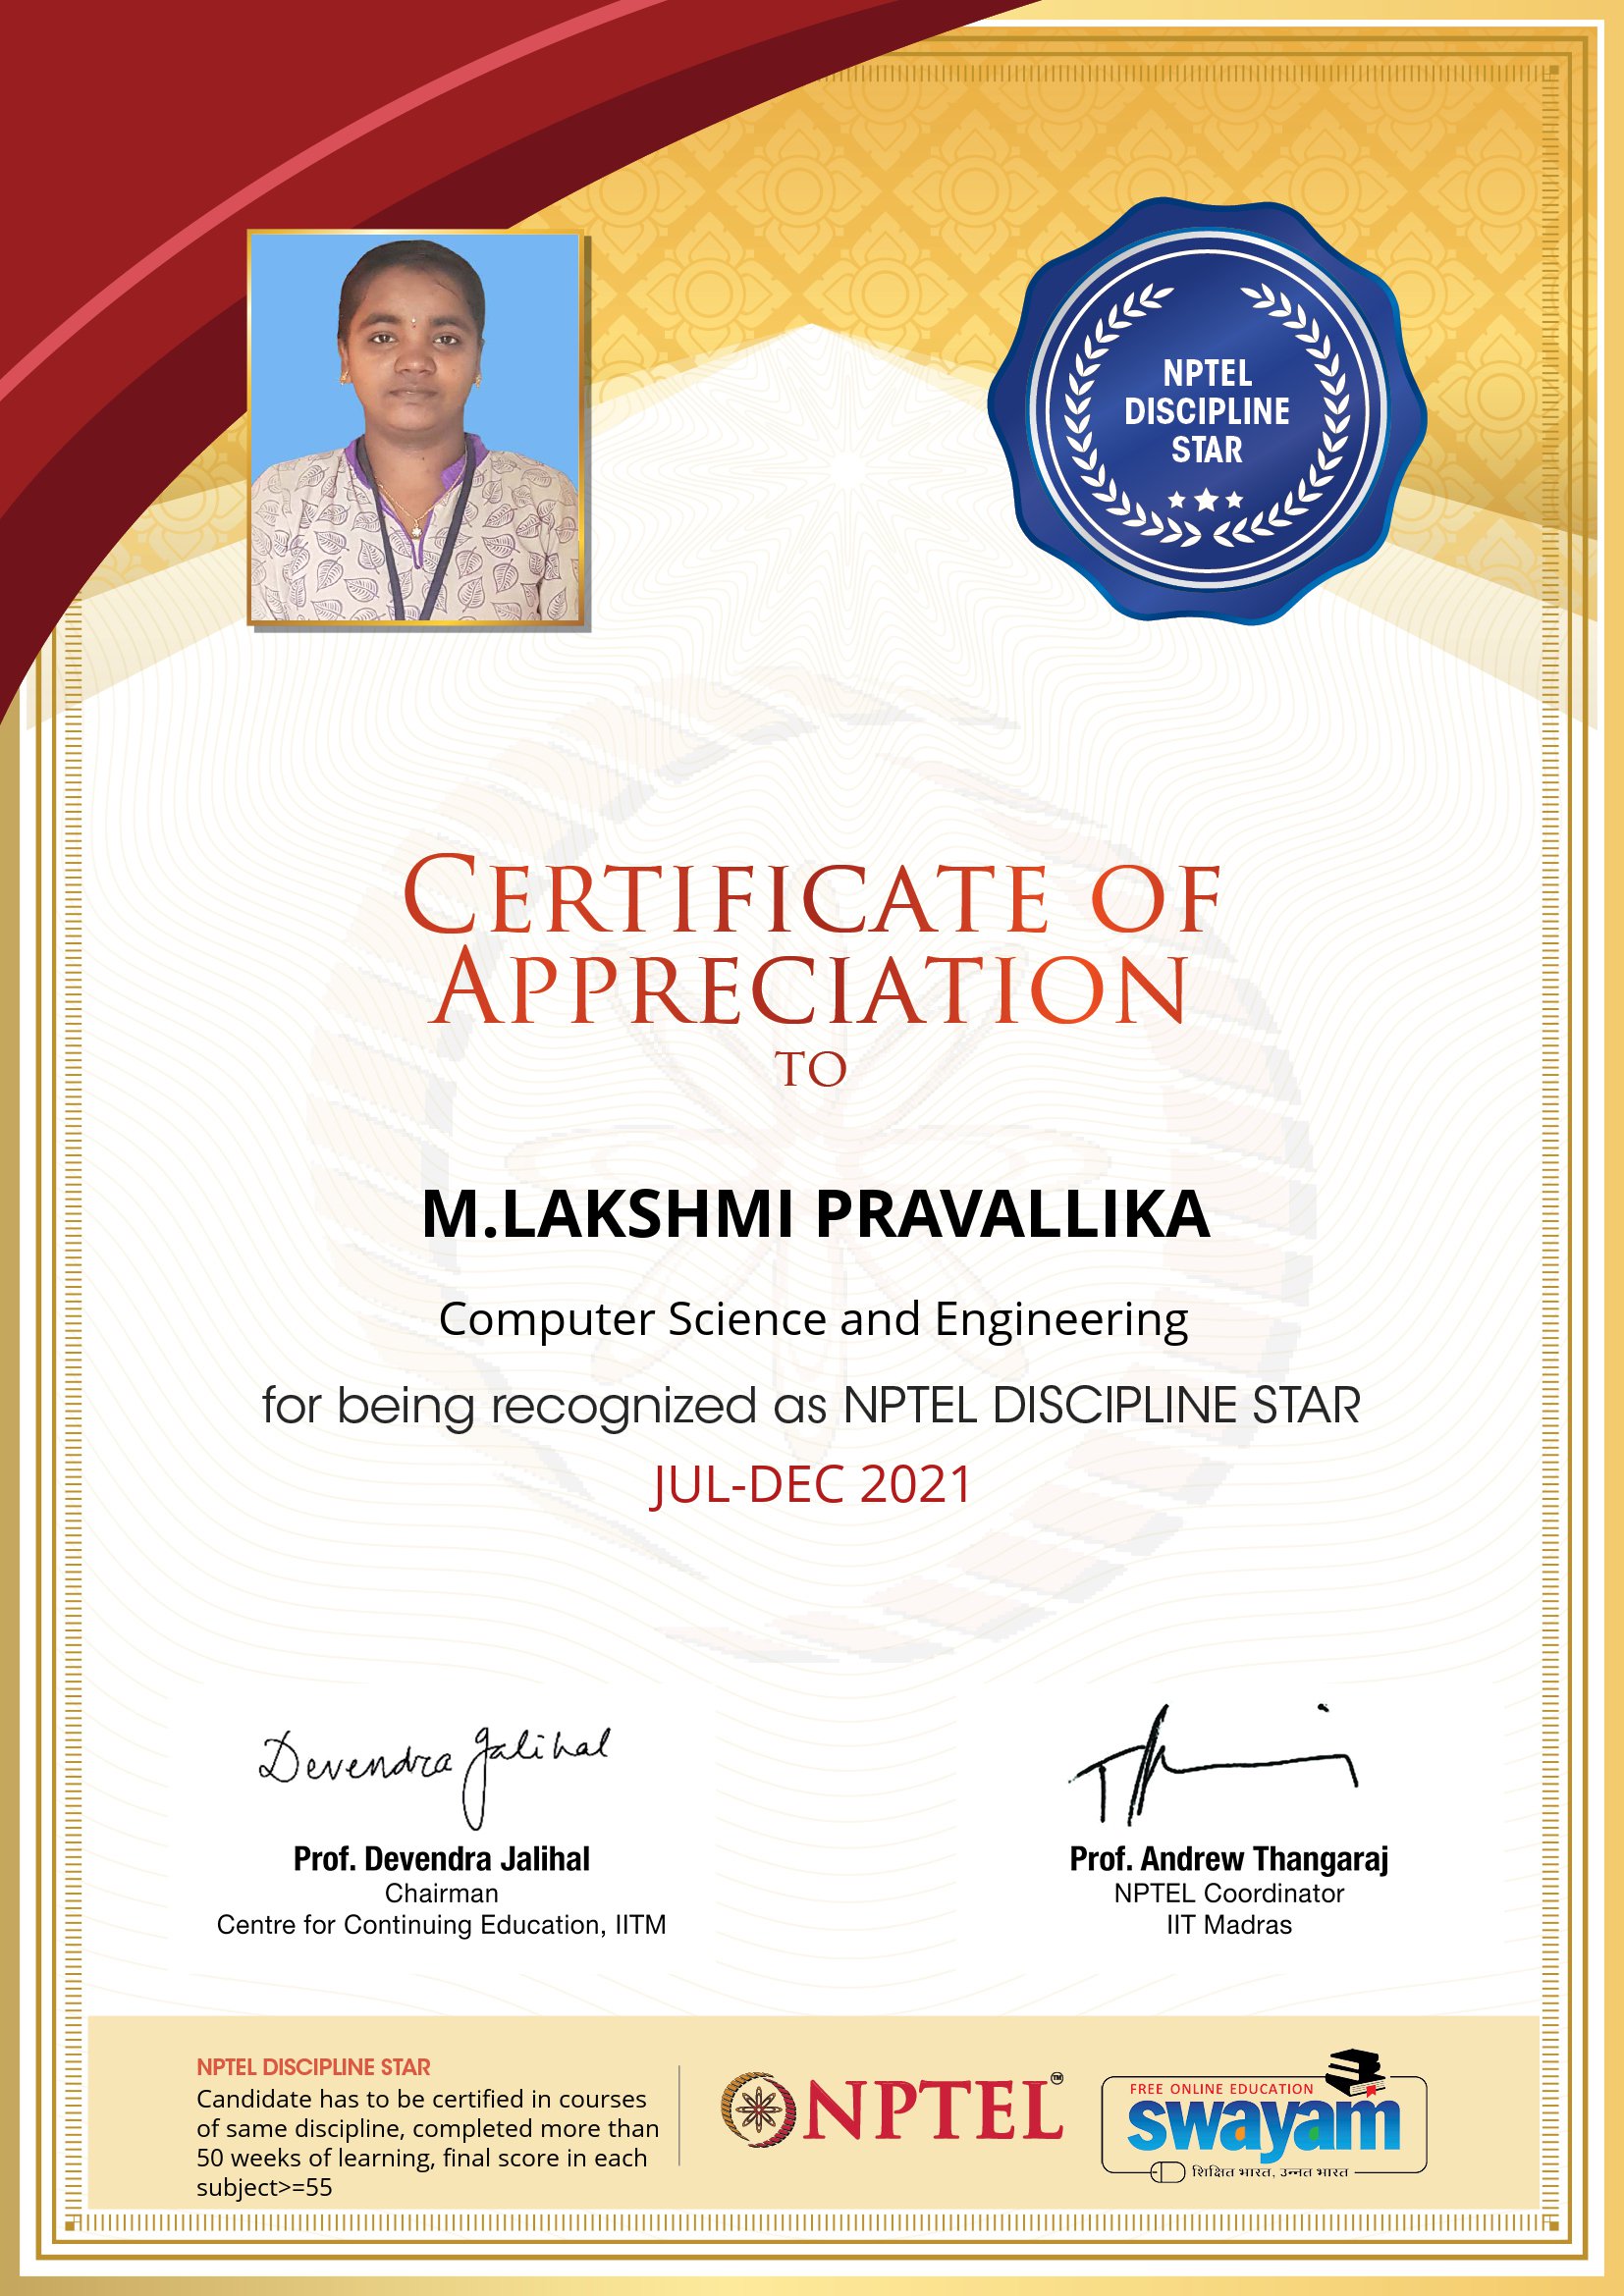 NPTEL
DISCIPLINE
STAR
CERTIFICATE OF
APPRECIATION
TO
M.LAKSHMI PRAVALLIKA
Computer Science and Engineering
for being recognized as NPTEL DISCIPLINE STAR
JUL-DEC 2021
Devendra Jalihal
Prof. Devendra Jalihal
Chairman
Centre for Continuing Education, IITM
Prof. Andrew Thangaraj
NPTEL Coordinator
IIT Madras
NPTEL DISCIPLINE STAR
Candidate has to be certified in courses
of same discipline, completed more than
50 weeks of learning, final score in each
subject>=55
NPTEL™
FREE ONLINE EDUCATION
swayam
शिक्षित भारत, उन्नत भारत